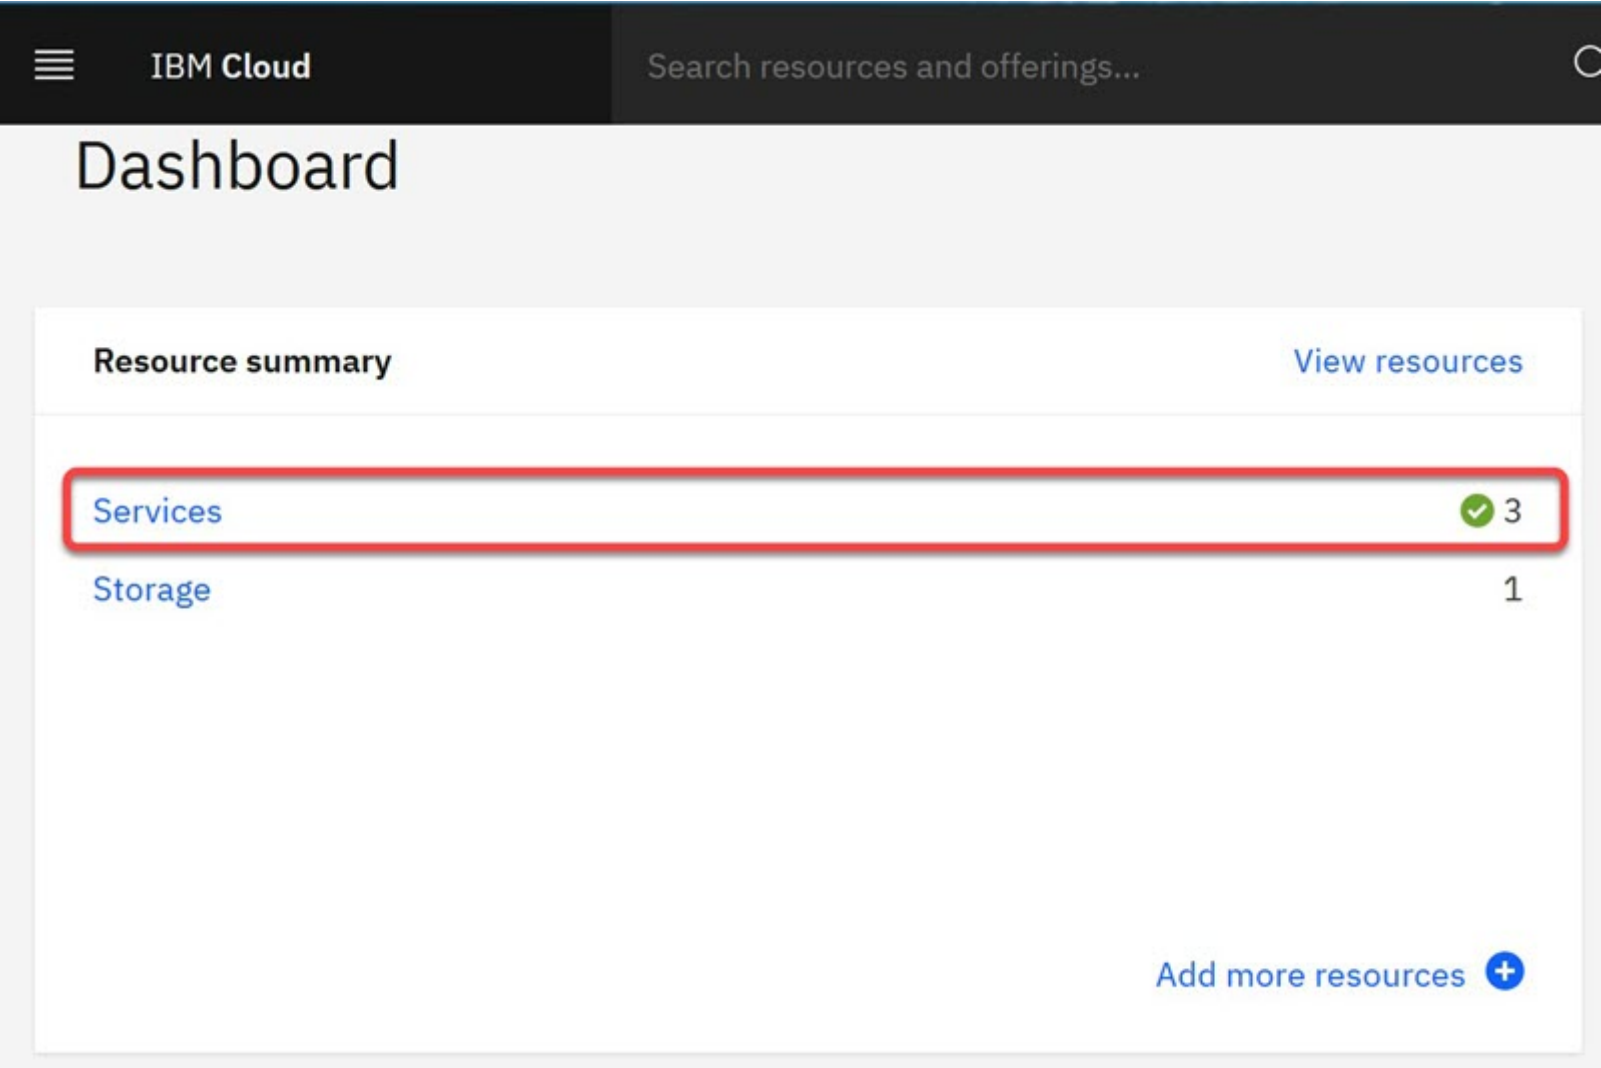 IBM Cloud
Search resources and offerings...
Dashboard
Resource summary
View resources
Services
3
Storage
1
Add more resources